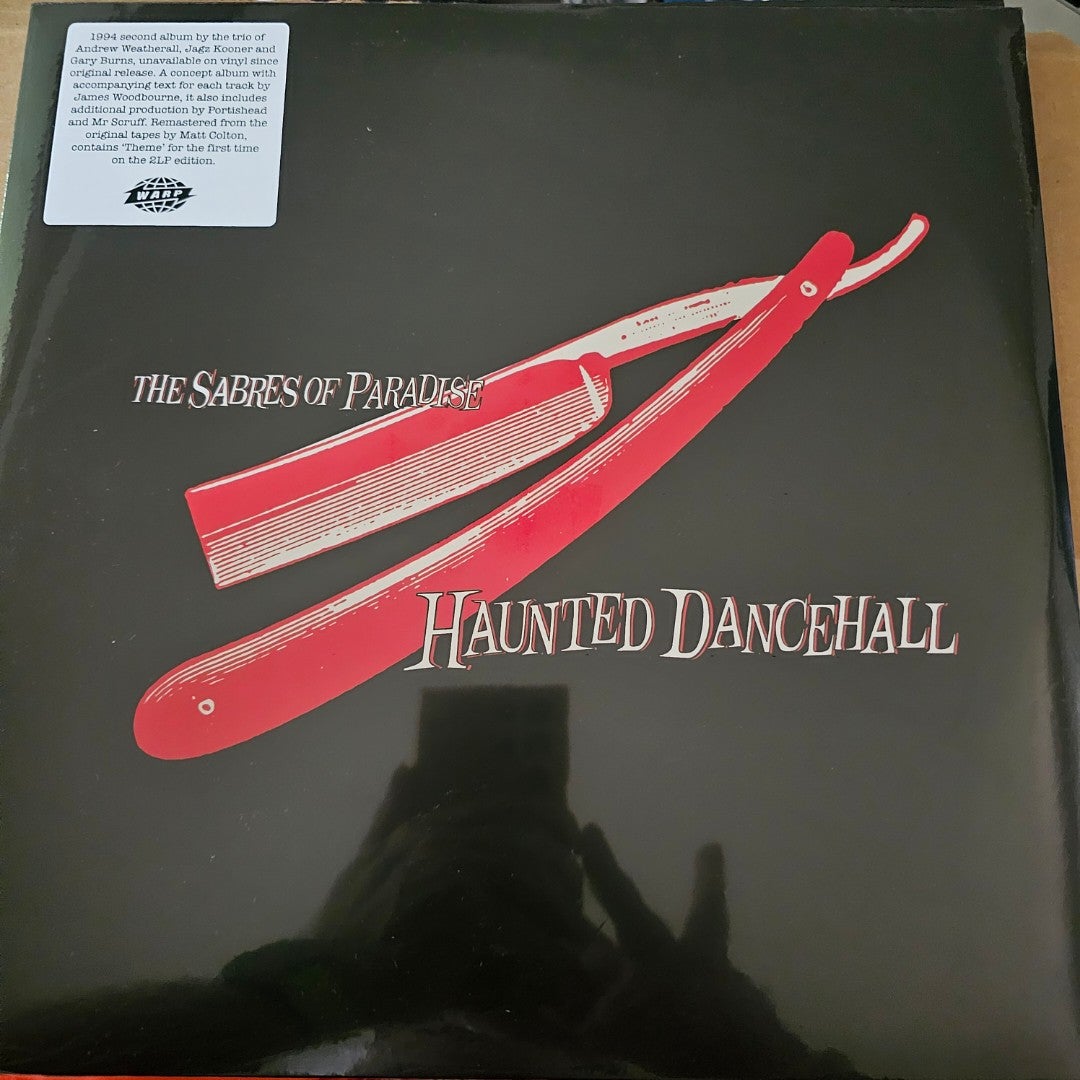 1994 second album by the trio of
Andrew Weatherall, Jagz Kooner and
Gary Burns, unavailable on vinyl since
original release. A concept album with
accompanying text for each track by
James Woodbourne, it also includes
additional production by Portishead
and Mr Scruff. Remastered from the
original tapes by Matt Colton,
contains ‘Theme’ for the first time
on the 2LP edition.
WARP
THE SABRES OF PARADISE
HAUNTED DANCEHALL